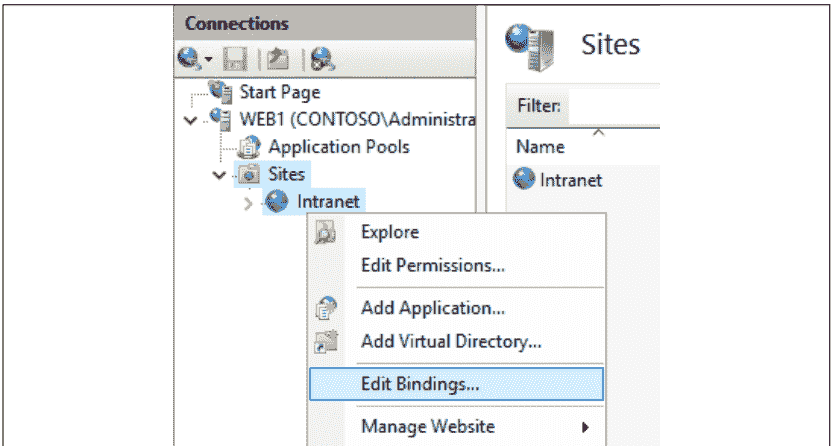 Connections
Start Page
WEB1 (CONTOSO\Administra
Application Pools
Sites
Intranet
Explore
Edit Permissions...
Add Application...
Add Virtual Directory...
Edit Bindings...
Manage Website
Sites
Filter:
Name
Intranet